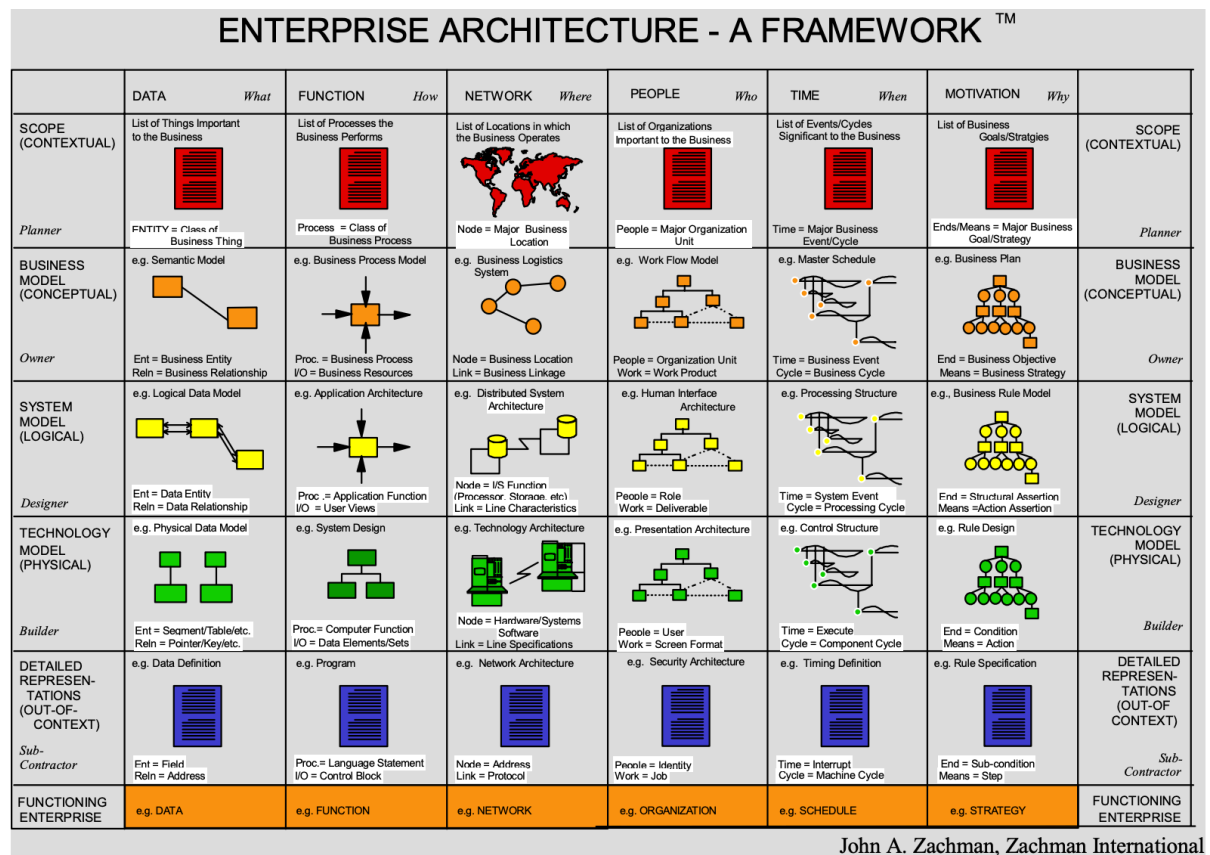 ENTERPRISE ARCHITECTURE - A FRAMEWORK ™
DATA What
FUNCTION How
NETWORK Where
PEOPLE Who
TIME When
MOTIVATION Why
SCOPE
(CONTEXTUAL)
Planner
List of Things Important
to the Business
ENTITY = Class of
Business Thing
List of Processes the
Business Performs
Process = Class of
Business Process
List of Locations in which
the Business Operates
Node = Major Business
Location
List of Organizations
Important to the Business
People = Major Organization
Unit
List of Events/Cycles
Significant to the Business
Time = Major Business
Event/Cycle
List of Business
Goals/Stratgies
Ends/Means = Major Business
Goal/Strategy
SCOPE
(CONTEXTUAL)
Planner
BUSINESS
MODEL
(CONCEPTUAL)
Owner
e.g. Semantic Model
Ent = Business Entity
Reln = Business Relationship
e.g. Business Process Model
Proc. = Business Process
I/O = Business Resources
e.g. Business Logistics
System
Node = Business Location
Link = Business Linkage
e.g. Work Flow Model
People = Organization Unit
Work = Work Product
e.g. Master Schedule
Time = Business Event
Cycle = Business Cycle
e.g. Business Plan
End = Business Objective
Means = Business Strategy
BUSINESS
MODEL
(CONCEPTUAL)
Owner
SYSTEM
MODEL
(LOGICAL)
Designer
e.g. Logical Data Model
Ent = Data Entity
Reln = Data Relationship
e.g. Application Architecture
Proc .= Application Function
I/O = User Views
e.g. Distributed System
Architecture
Node = I/S Function
(Processor, Storage, etc)
Link = Line Characteristics
e.g. Human Interface
Architecture
People = Role
Work = Deliverable
e.g. Processing Structure
Time = System Event
Cycle = Processing Cycle
e.g., Business Rule Model
End = Structural Assertion
Means =Action Assertion
SYSTEM
MODEL
(LOGICAL)
Designer
TECHNOLOGY
MODEL
(PHYSICAL)
Builder
e.g. Physical Data Model
Ent = Segment/Table/etc.
Reln = Pointer/Key/etc.
e.g. System Design
Proc.= Computer Function
I/O = Data Elements/Sets
e.g. Technology Architecture
Node = Hardware/Systems
Software
Link = Line Specifications
e.g. Presentation Architecture
People = User
Work = Screen Format
e.g. Control Structure
Time = Execute
Cycle = Component Cycle
e.g. Rule Design
End = Condition
Means = Action
TECHNOLOGY
MODEL
(PHYSICAL)
Builder
DETAILED
REPRESEN-
TATIONS
(OUT-OF-
CONTEXT)
Sub-
Contractor
e.g. Data Definition
Ent = Field
Reln = Address
e.g. Program
Proc.= Language Statement
I/O = Control Block
e.g. Network Architecture
Node = Address
Link = Protocol
e.g. Security Architecture
People = Identity
Work = Job
e.g. Timing Definition
Time = Interrupt
Cycle = Machine Cycle
e.g. Rule Specification
End = Sub-condition
Means = Step
DETAILED
REPRESEN-
TATIONS
(OUT-OF
CONTEXT)
Sub-
Contractor
FUNCTIONING
ENTERPRISE
e.g. DATA
e.g. FUNCTION
e.g. NETWORK
e.g. ORGANIZATION
e.g. SCHEDULE
e.g. STRATEGY
FUNCTIONING
ENTERPRISE
John A. Zachman, Zachman International